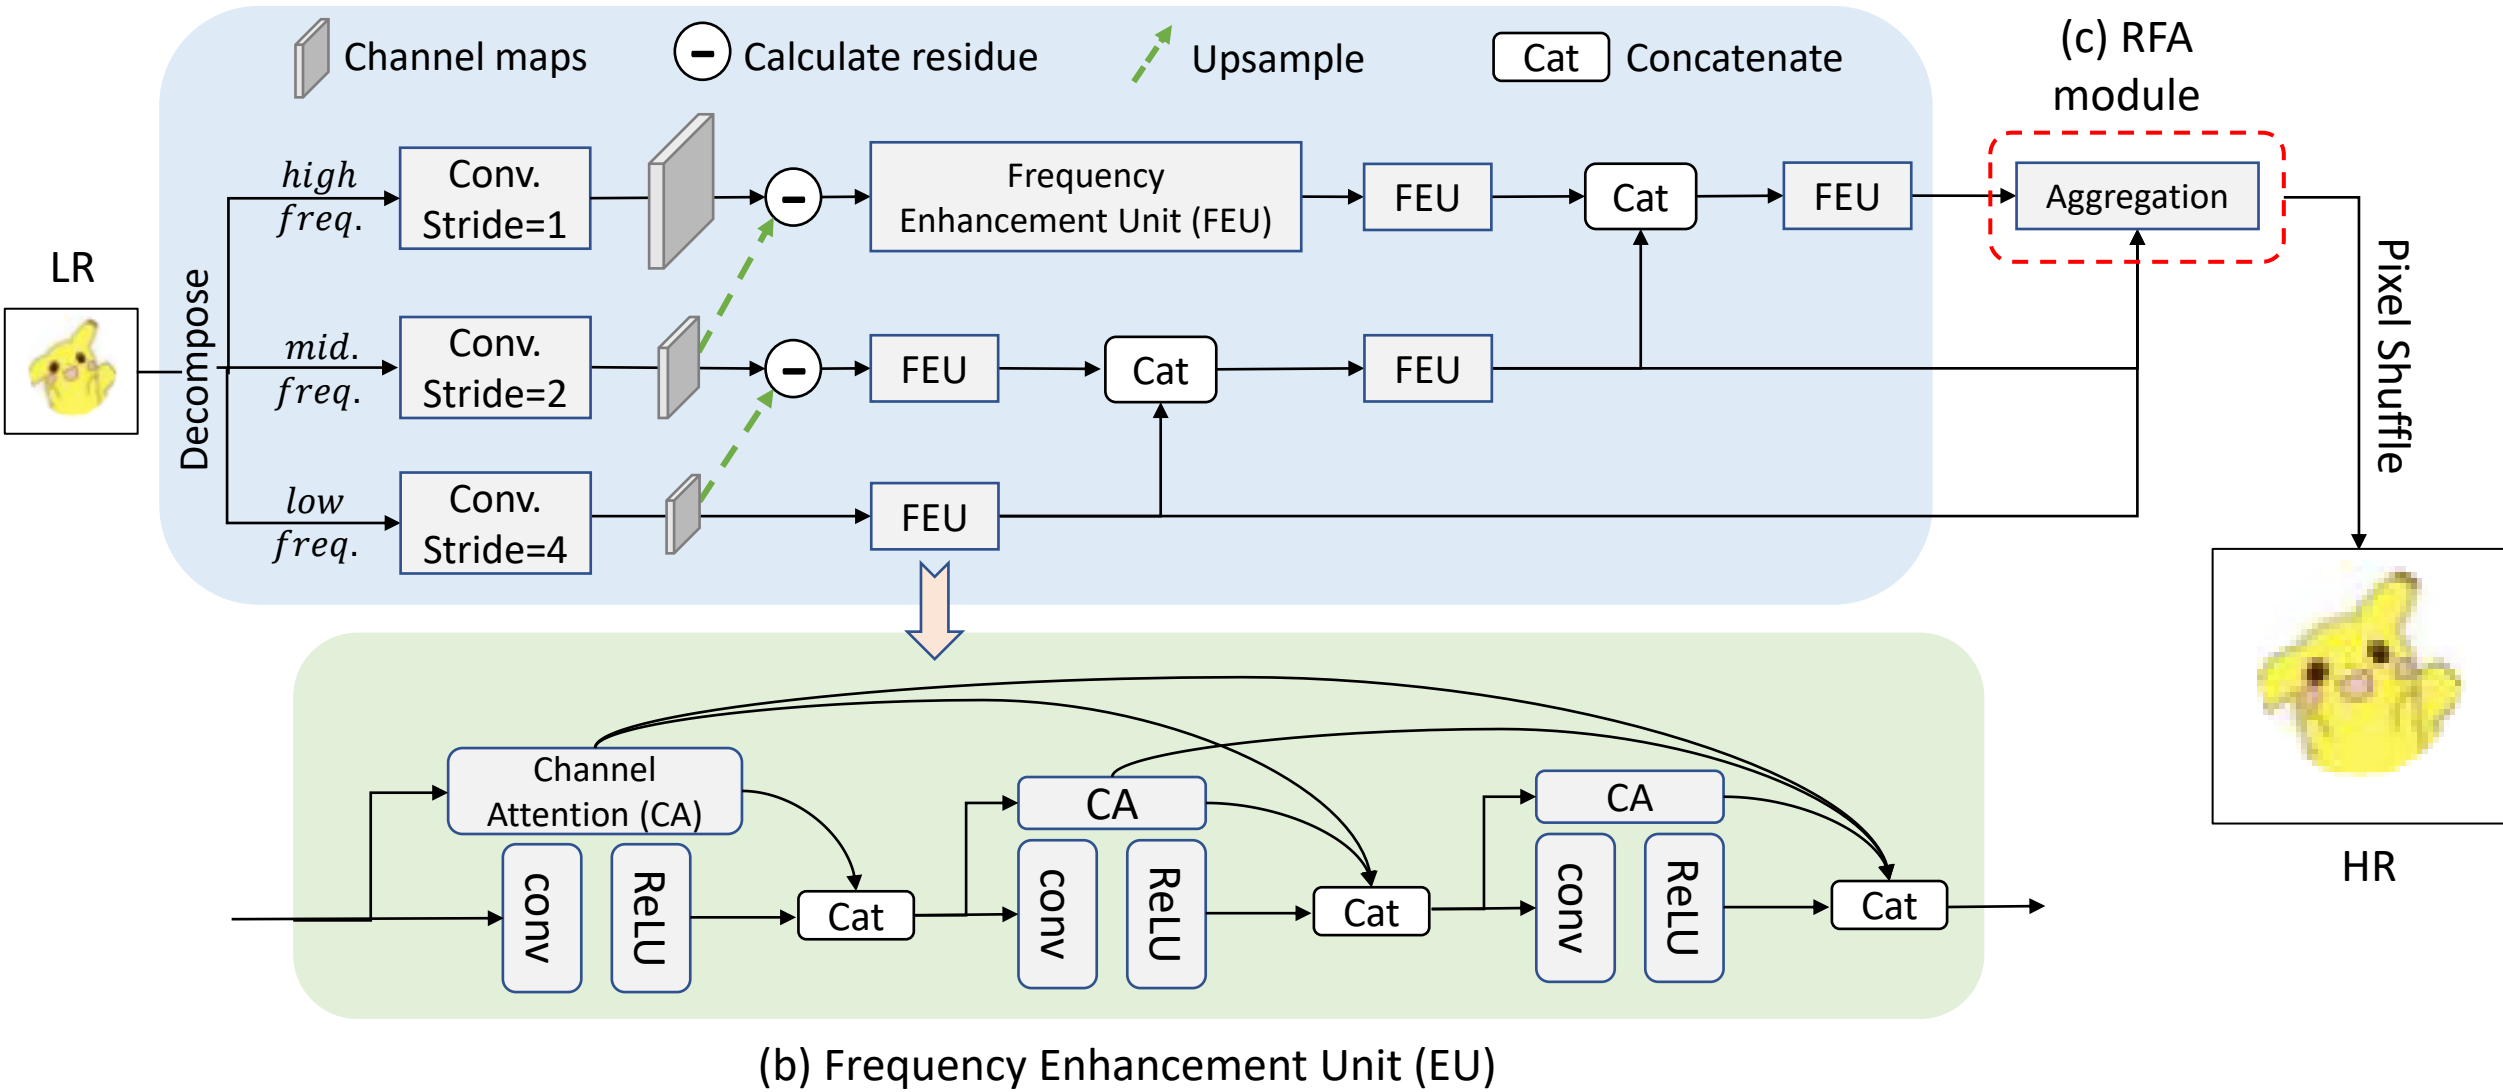 Channel maps
Calculate residue
Upsample
Cat
Concatenate
(c) RFA
module
high
freq.
Conv.
Stride=1
Frequency
Enhancement Unit (FEU)
FEU
Cat
FEU
Aggregation
LR
Decompose
mid.
freq.
Conv.
Stride=2
FEU
Cat
FEU
Pixel Shuffle
low
freq.
Conv.
Stride=4
FEU
HR
Channel
Attention (CA)
CA
CA
conv
ReLU
Cat
conv
ReLU
Cat
conv
ReLU
Cat
(b) Frequency Enhancement Unit (EU)